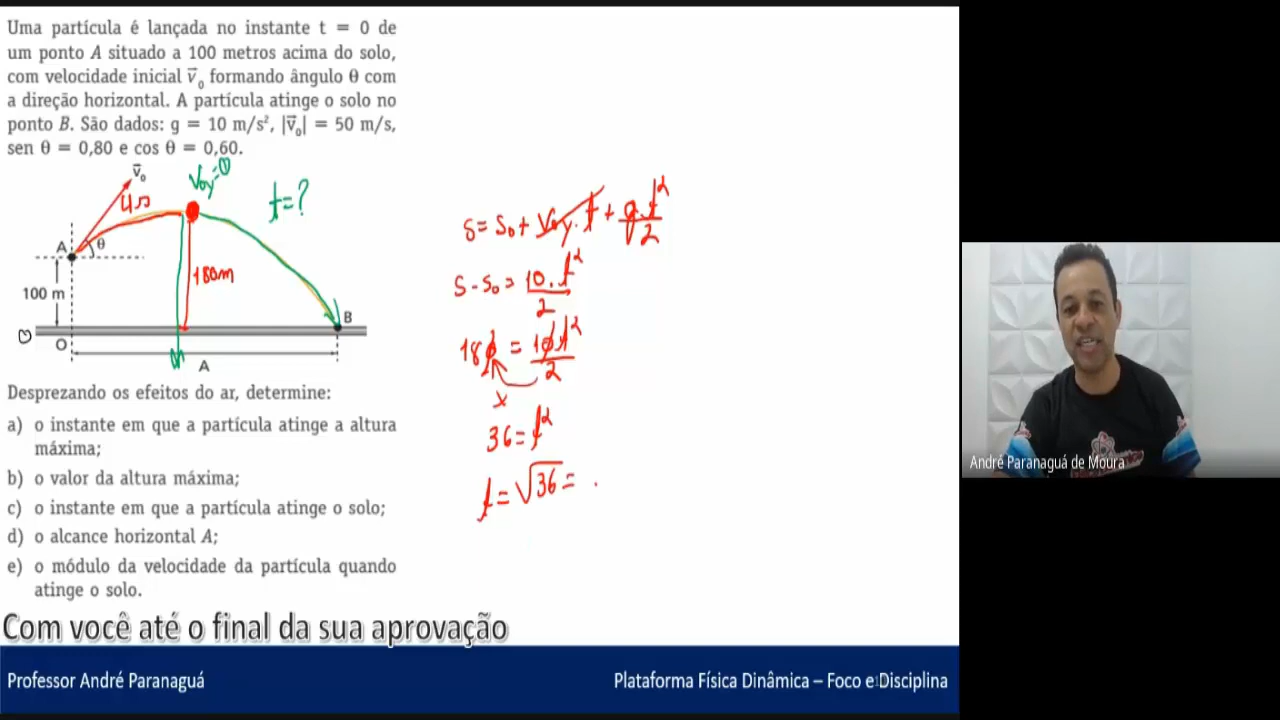 Uma partícula é lançada no instante t = 0 de
um ponto A situado a 100 metros acima do solo,
com velocidade inicial v⃗₀ formando ângulo θ com
a direção horizontal. A partícula atinge o solo no
ponto B. São dados: g = 10 m/s², |v⃗₀| = 50 m/s,
sen θ = 0,80 e cos θ = 0,60.
v⃗₀
V₀y=0
4s
t=?
A
θ
180m
100 m
B
0
O
A
Desprezando os efeitos do ar, determine:
a) o instante em que a partícula atinge a altura
máxima;
b) o valor da altura máxima;
c) o instante em que a partícula atinge o solo;
d) o alcance horizontal A;
e) o módulo da velocidade da partícula quando
atinge o solo.
S = S₀ + V₀y . t + g.t²/2
S - S₀ = 10.t²/2
180 = 10t²/2
x
36 = t²
t = √36 = .
André Paranaguá de Moura
Com você até o final da sua aprovação
Professor André Paranaguá
Plataforma Física Dinâmica – Foco e Disciplina